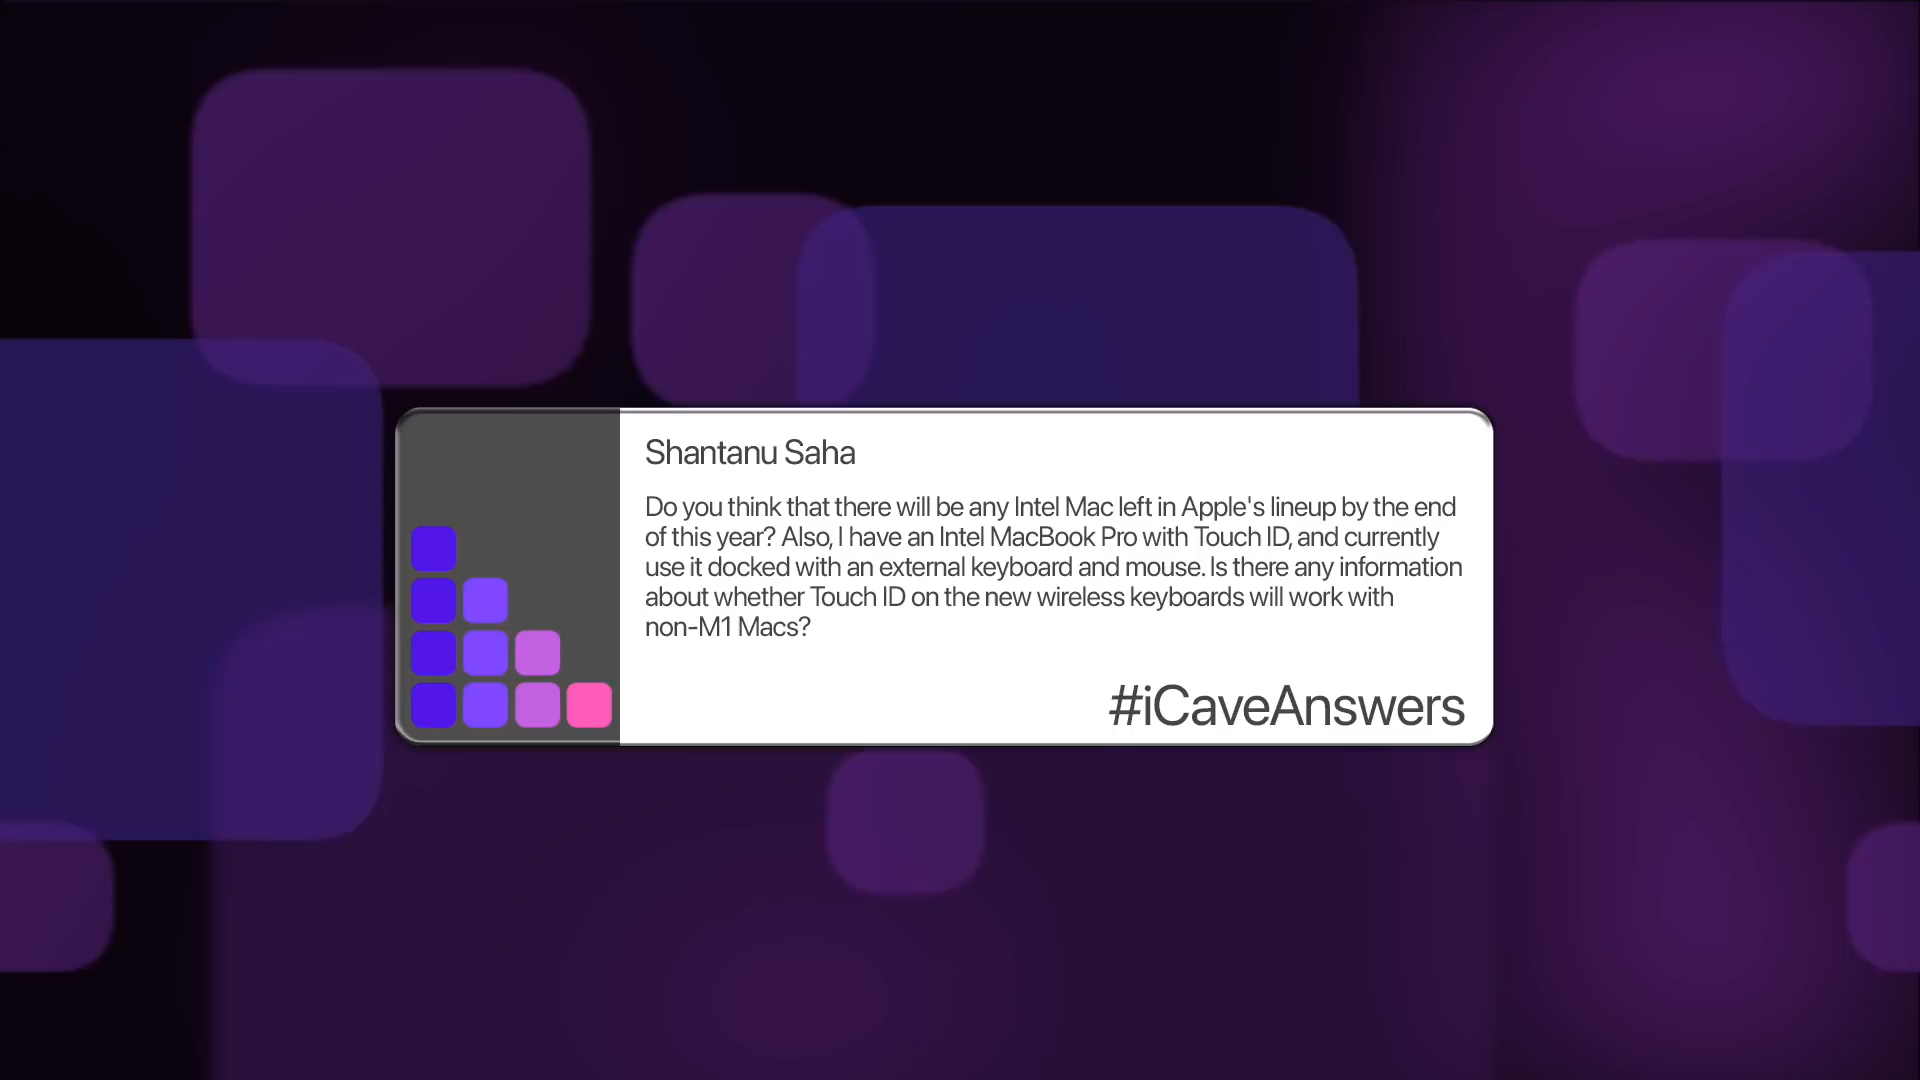 Shantanu Saha
Do you think that there will be any Intel Mac left in Apple's lineup by the end
of this year? Also, I have an Intel MacBook Pro with Touch ID, and currently
use it docked with an external keyboard and mouse. Is there any information
about whether Touch ID on the new wireless keyboards will work with
non-M1 Macs?
#iCaveAnswers